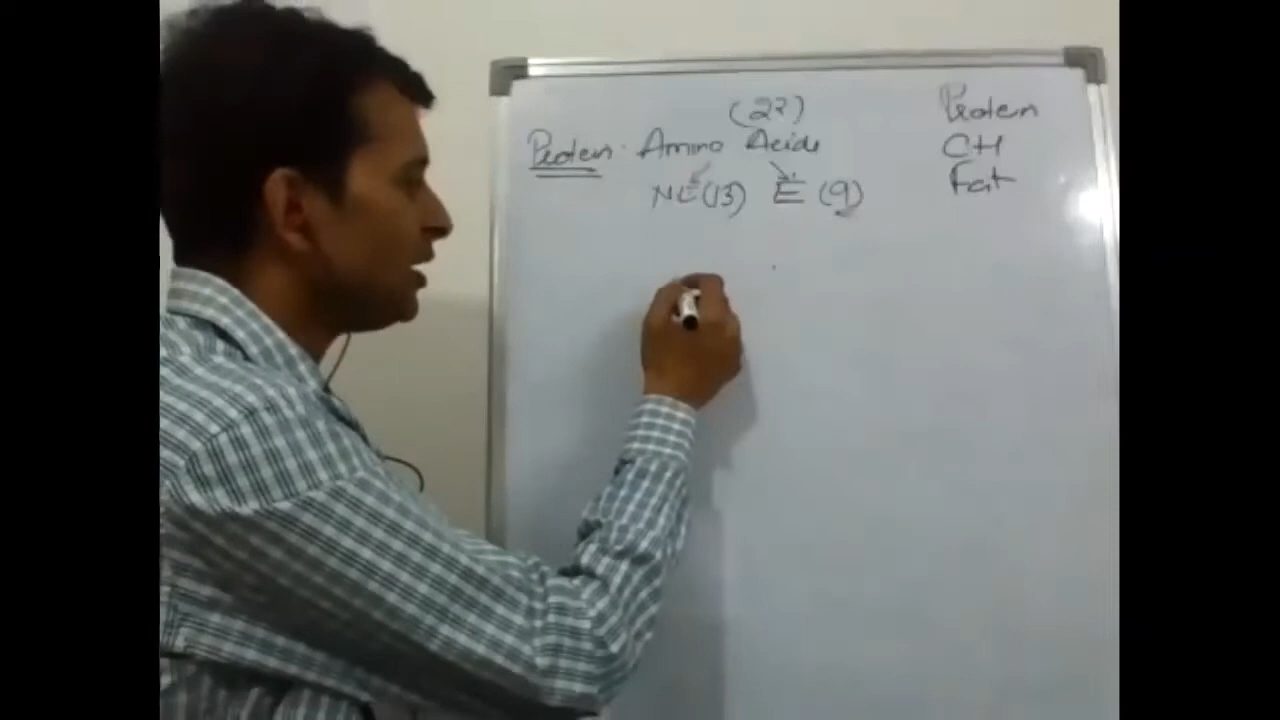 (22)
Protein. Amino Acids
NE(13) E (9)
Protein
CH
Fat